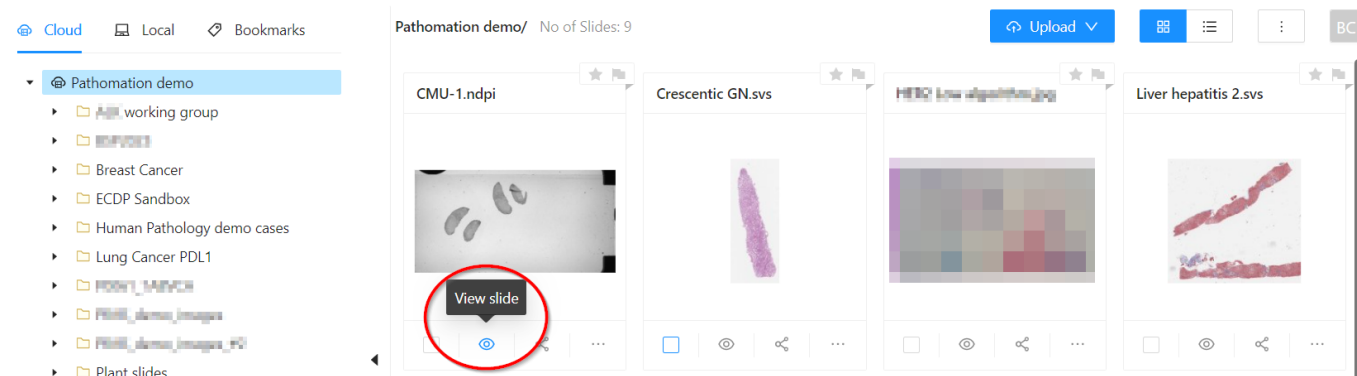 Cloud Local Bookmarks
Pathomation demo
working group
Breast Cancer
ECDP Sandbox
Human Pathology demo cases
Lung Cancer PDL1
Plant slides
Pathomation demo/ No of Slides: 9 Upload BC
CMU-1.ndpi Crescentic GN.svs Liver hepatitis 2.svs
View slide